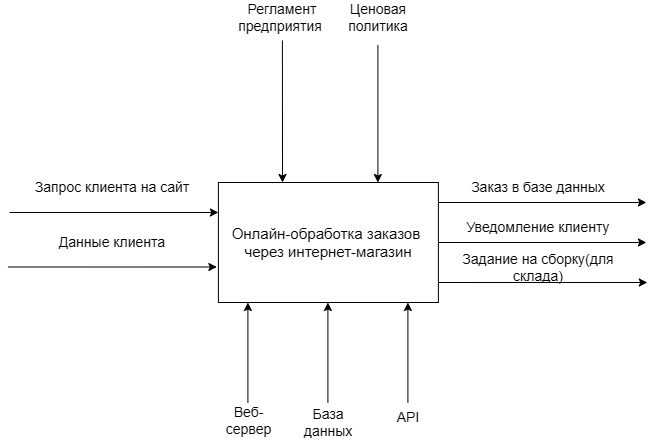 Регламент
предприятия
Ценовая
политика
Запрос клиента на сайт
Данные клиента
Онлайн-обработка заказов
через интернет-магазин
Заказ в базе данных
Уведомление клиенту
Задание на сборку(для
склада)
Веб-
сервер
База
данных
API